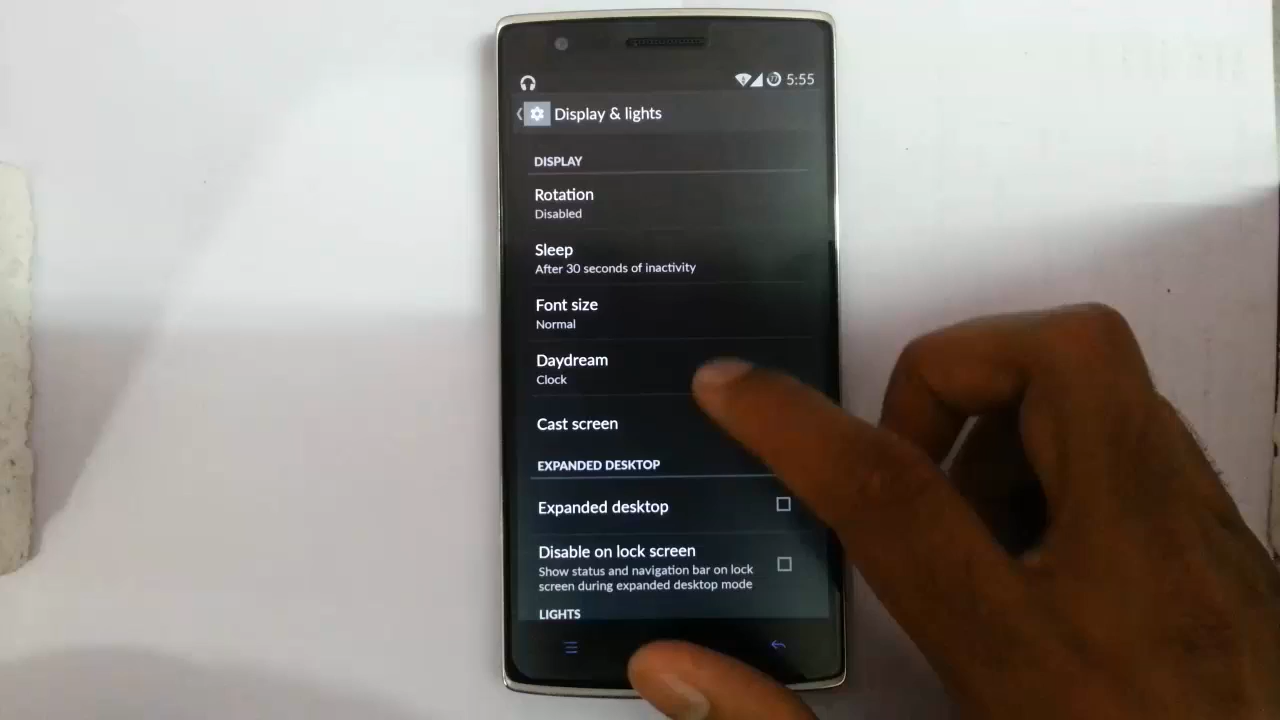 5:55
Display & lights
DISPLAY
Rotation
Disabled
Sleep
After 30 seconds of inactivity
Font size
Normal
Daydream
Clock
Cast screen
EXPANDED DESKTOP
Expanded desktop
Disable on lock screen
Show status and navigation bar on lock
screen during expanded desktop mode
LIGHTS